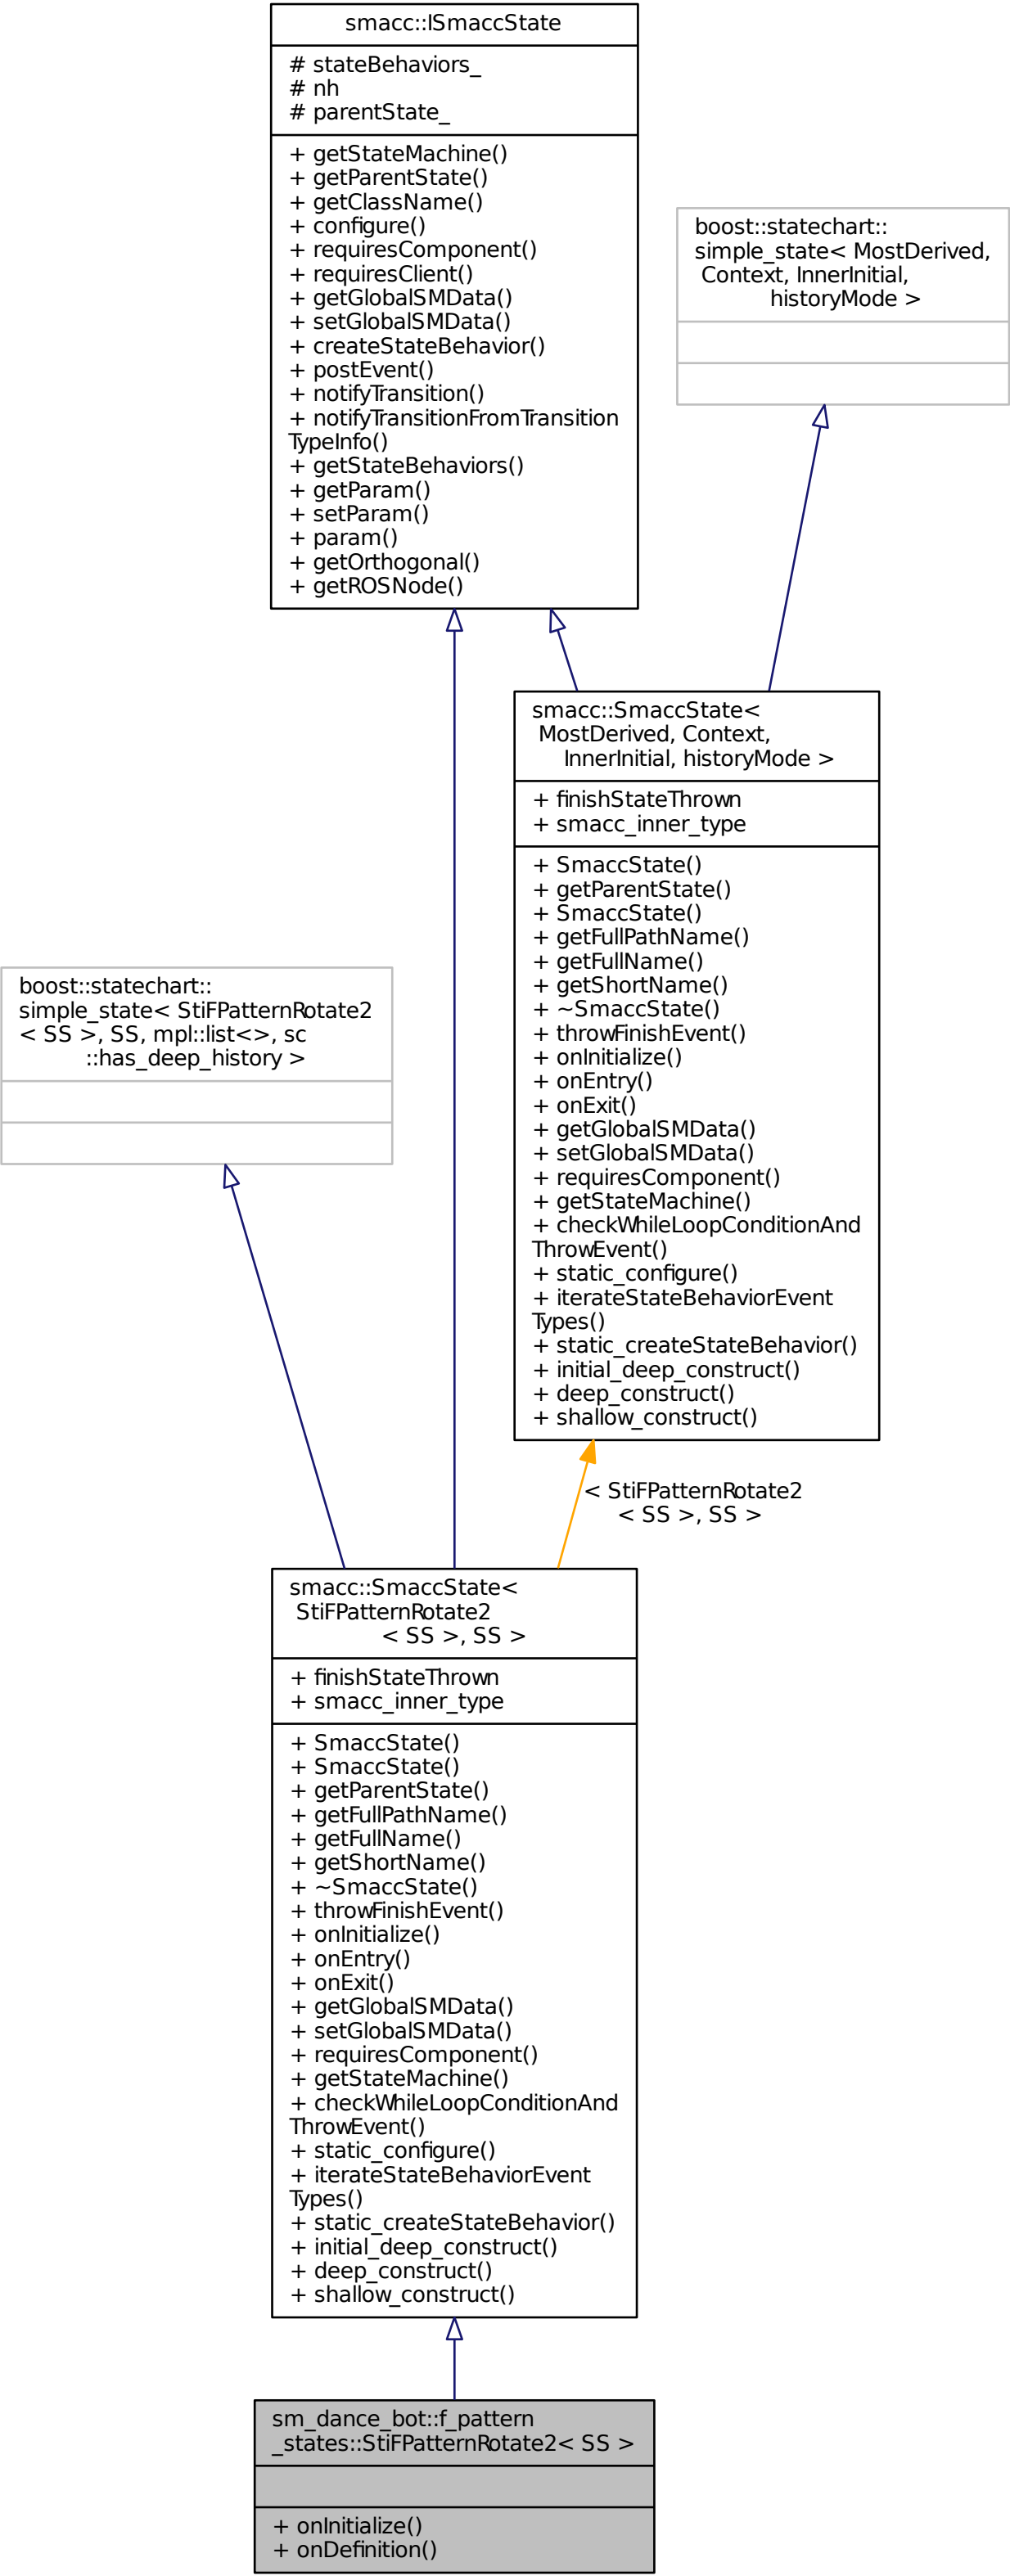 smacc::ISmaccState
# stateBehaviors_
# nh
# parentState_
+ getStateMachine()
+ getParentState()
+ getClassName()
+ configure()
+ requiresComponent()
+ requiresClient()
+ getGlobalSMData()
+ setGlobalSMData()
+ createStateBehavior()
+ postEvent()
+ notifyTransition()
+ notifyTransitionFromTransition
TypeInfo()
+ getStateBehaviors()
+ getParam()
+ setParam()
+ param()
+ getOrthogonal()
+ getROSNode()
boost::statechart::
simple_state< MostDerived,
Context, InnerInitial,
historyMode >
smacc::SmaccState<
MostDerived, Context,
InnerInitial, historyMode >
+ finishStateThrown
+ smacc_inner_type
+ SmaccState()
+ getParentState()
+ SmaccState()
+ getFullPathName()
+ getFullName()
+ getShortName()
+ ~SmaccState()
+ throwFinishEvent()
+ onInitialize()
+ onEntry()
+ onExit()
+ getGlobalSMData()
+ setGlobalSMData()
+ requiresComponent()
+ getStateMachine()
+ checkWhileLoopConditionAnd
ThrowEvent()
+ static_configure()
+ iterateStateBehaviorEvent
Types()
+ static_createStateBehavior()
+ initial_deep_construct()
+ deep_construct()
+ shallow_construct()
boost::statechart::
simple_state< StiFPatternRotate2
< SS >, SS, mpl::list<>, sc
::has_deep_history >
< StiFPatternRotate2
< SS >, SS >
smacc::SmaccState<
StiFPatternRotate2
< SS >, SS >
+ finishStateThrown
+ smacc_inner_type
+ SmaccState()
+ SmaccState()
+ getParentState()
+ getFullPathName()
+ getFullName()
+ getShortName()
+ ~SmaccState()
+ throwFinishEvent()
+ onInitialize()
+ onEntry()
+ onExit()
+ getGlobalSMData()
+ setGlobalSMData()
+ requiresComponent()
+ getStateMachine()
+ checkWhileLoopConditionAnd
ThrowEvent()
+ static_configure()
+ iterateStateBehaviorEvent
Types()
+ static_createStateBehavior()
+ initial_deep_construct()
+ deep_construct()
+ shallow_construct()
sm_dance_bot::f_pattern
_states::StiFPatternRotate2< SS >
+ onInitialize()
+ onDefinition()